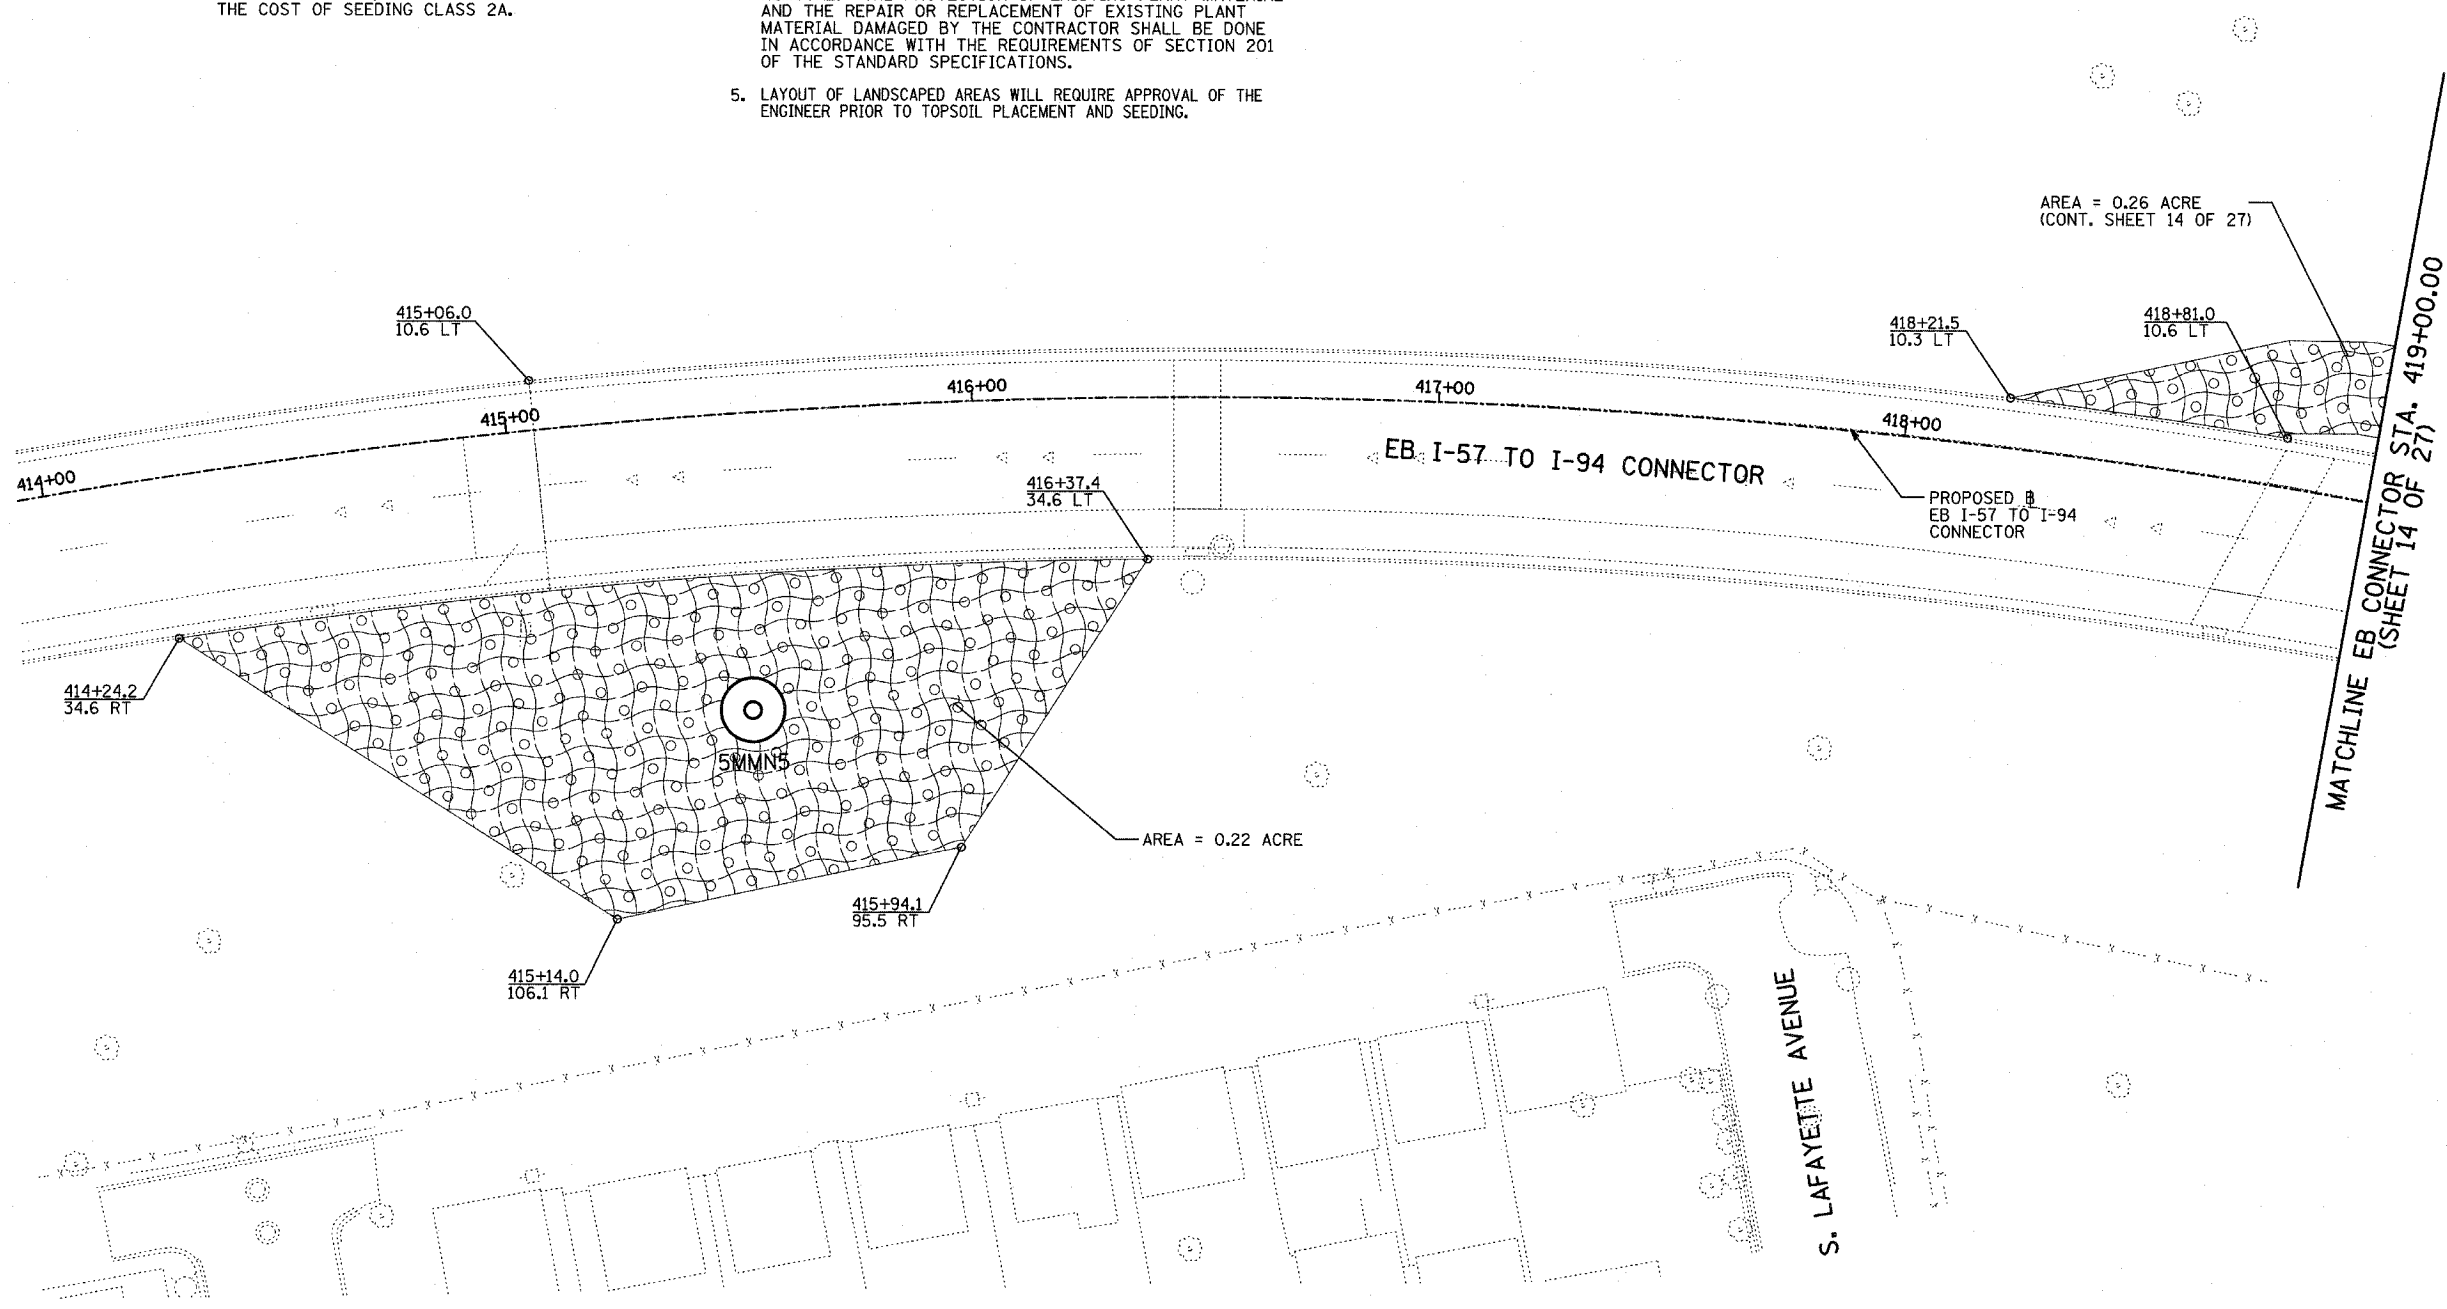 THE COST OF SEEDING CLASS 2A.
AND THE REPAIR OR REPLACEMENT OF EXISTING PLANT
MATERIAL DAMAGED BY THE CONTRACTOR SHALL BE DONE
IN ACCORDANCE WITH THE REQUIREMENTS OF SECTION 201
OF THE STANDARD SPECIFICATIONS.
5. LAYOUT OF LANDSCAPED AREAS WILL REQUIRE APPROVAL OF THE
ENGINEER PRIOR TO TOPSOIL PLACEMENT AND SEEDING.
AREA = 0.26 ACRE
(CONT. SHEET 14 OF 27)
415+06.0
10.6 LT
418+21.5
10.3 LT
418+81.0
10.6 LT
414+00
415+00
416+00
417+00
418+00
EB I-57 TO I-94 CONNECTOR
416+37.4
34.6 LT
PROPOSED ℄
EB I-57 TO I-94
CONNECTOR
MATCHLINE EB CONNECTOR STA. 419+00.00
(SHEET 14 OF 27)
414+24.2
34.6 RT
5MMN5
AREA = 0.22 ACRE
415+94.1
95.5 RT
415+14.0
106.1 RT
S. LAFAYETTE AVENUE